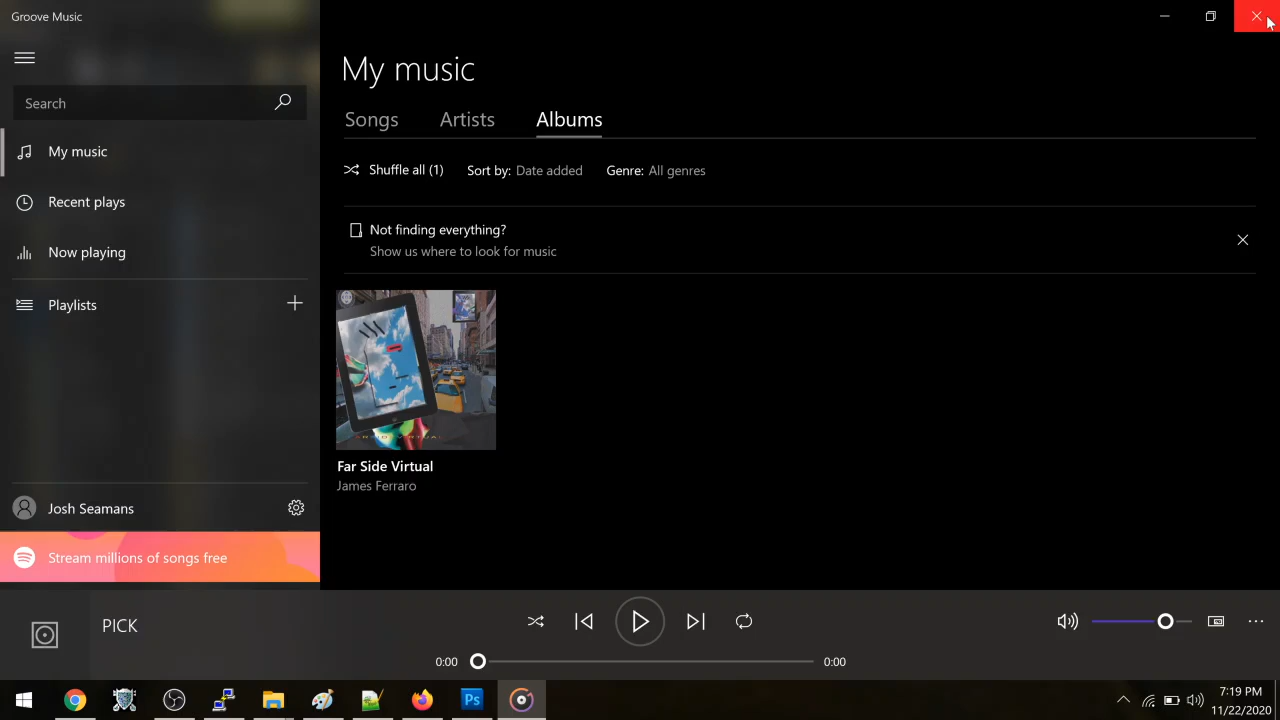 Groove Music
Search
My music
Recent plays
Now playing
Playlists
Josh Seamans
Stream millions of songs free
My music
Songs Artists Albums
Shuffle all (1) Sort by: Date added Genre: All genres
Not finding everything?
Show us where to look for music
Far Side Virtual
James Ferraro
PICK
0:00 0:00
Ps
7:19 PM
11/22/2020